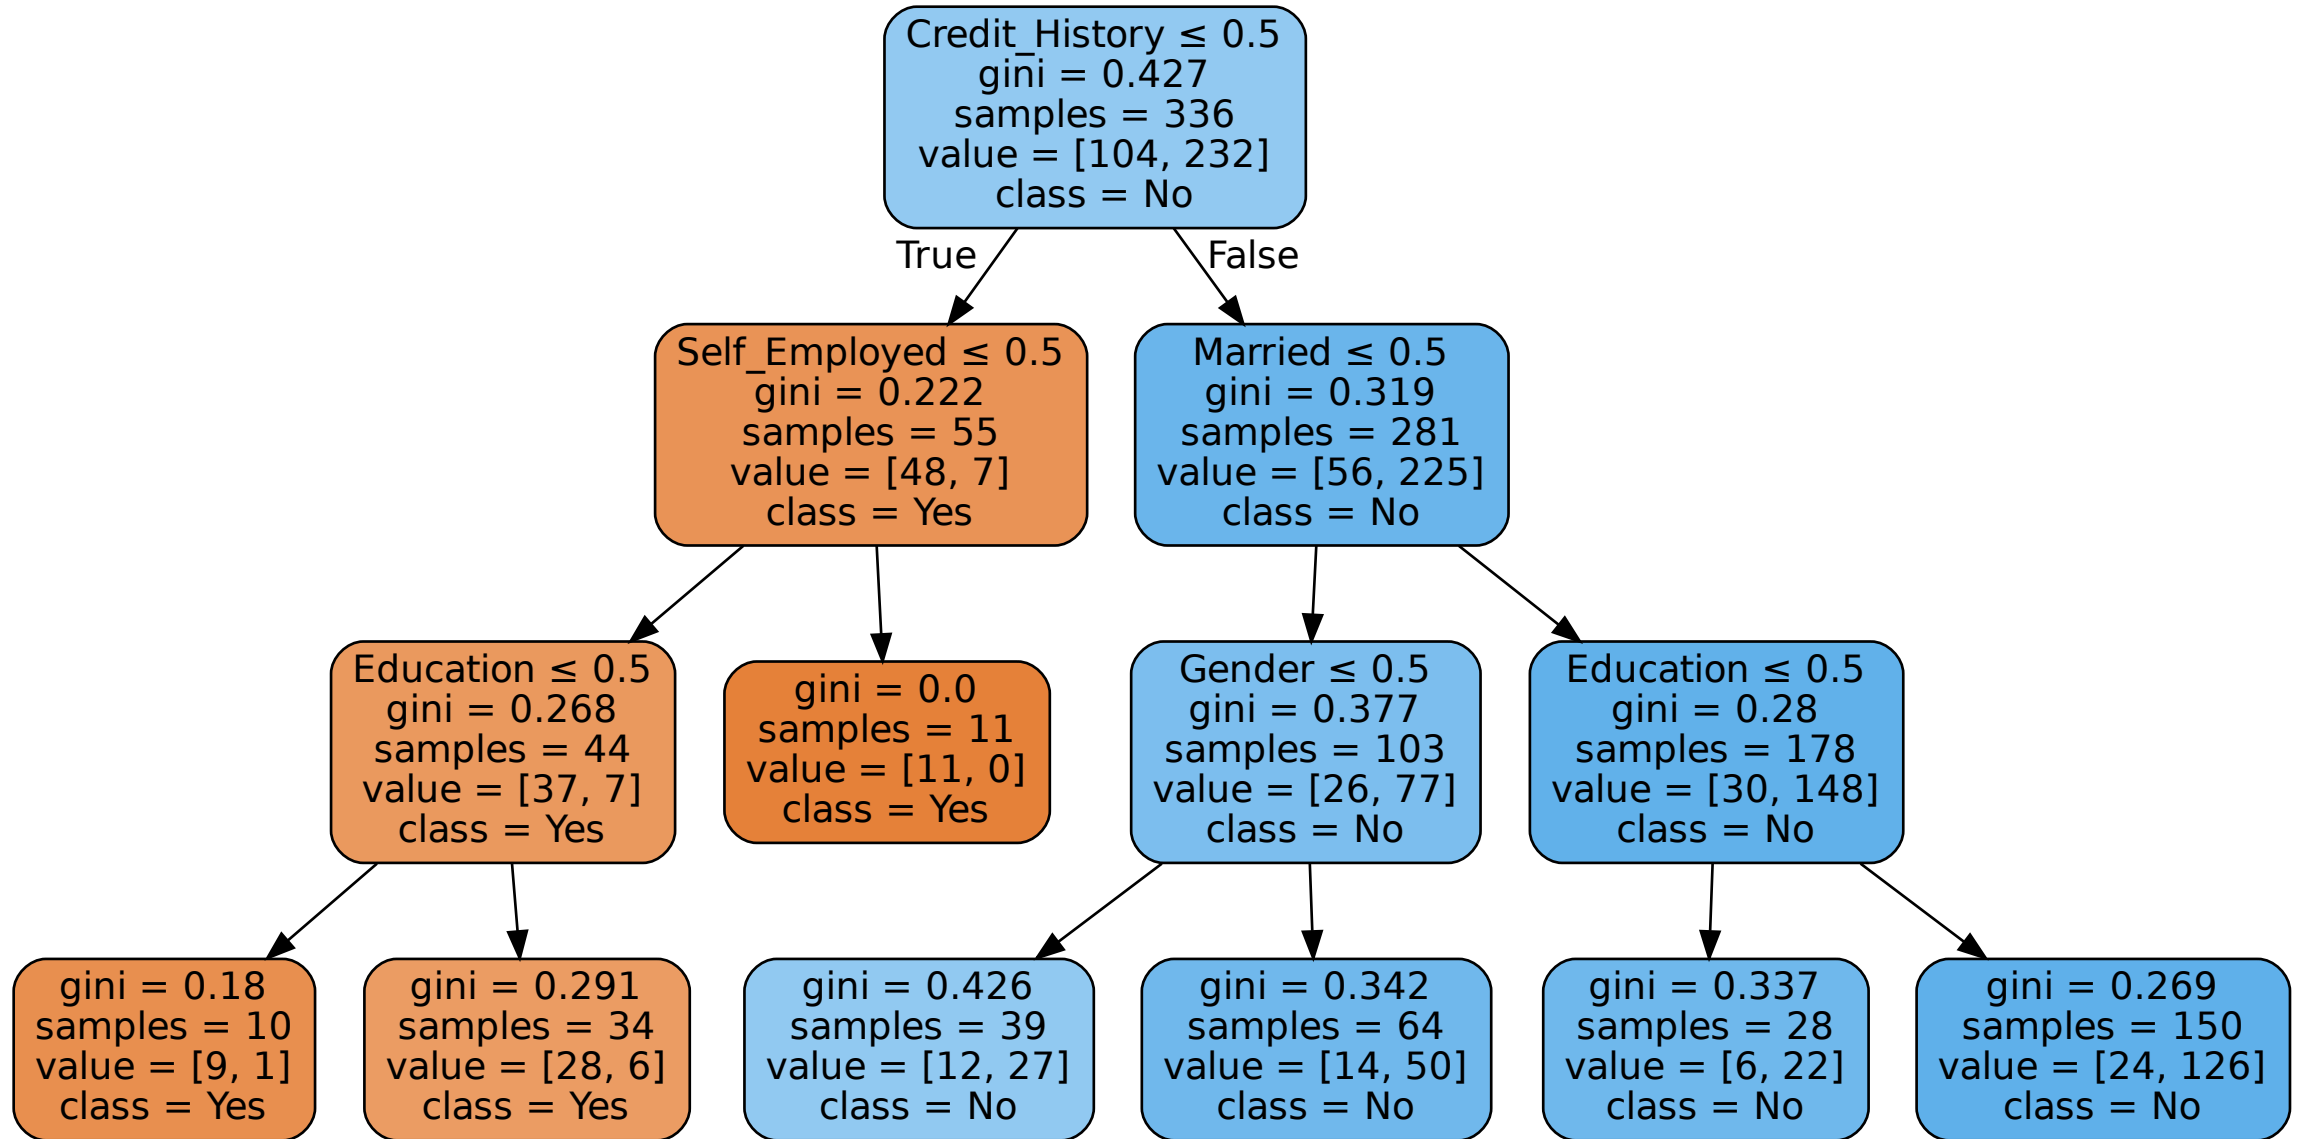 Credit_History ≤ 0.5
gini = 0.427
samples = 336
value = [104, 232]
class = No
True
False
Self_Employed ≤ 0.5
gini = 0.222
samples = 55
value = [48, 7]
class = Yes
Married ≤ 0.5
gini = 0.319
samples = 281
value = [56, 225]
class = No
Education ≤ 0.5
gini = 0.268
samples = 44
value = [37, 7]
class = Yes
gini = 0.0
samples = 11
value = [11, 0]
class = Yes
Gender ≤ 0.5
gini = 0.377
samples = 103
value = [26, 77]
class = No
Education ≤ 0.5
gini = 0.28
samples = 178
value = [30, 148]
class = No
gini = 0.18
samples = 10
value = [9, 1]
class = Yes
gini = 0.291
samples = 34
value = [28, 6]
class = Yes
gini = 0.426
samples = 39
value = [12, 27]
class = No
gini = 0.342
samples = 64
value = [14, 50]
class = No
gini = 0.337
samples = 28
value = [6, 22]
class = No
gini = 0.269
samples = 150
value = [24, 126]
class = No